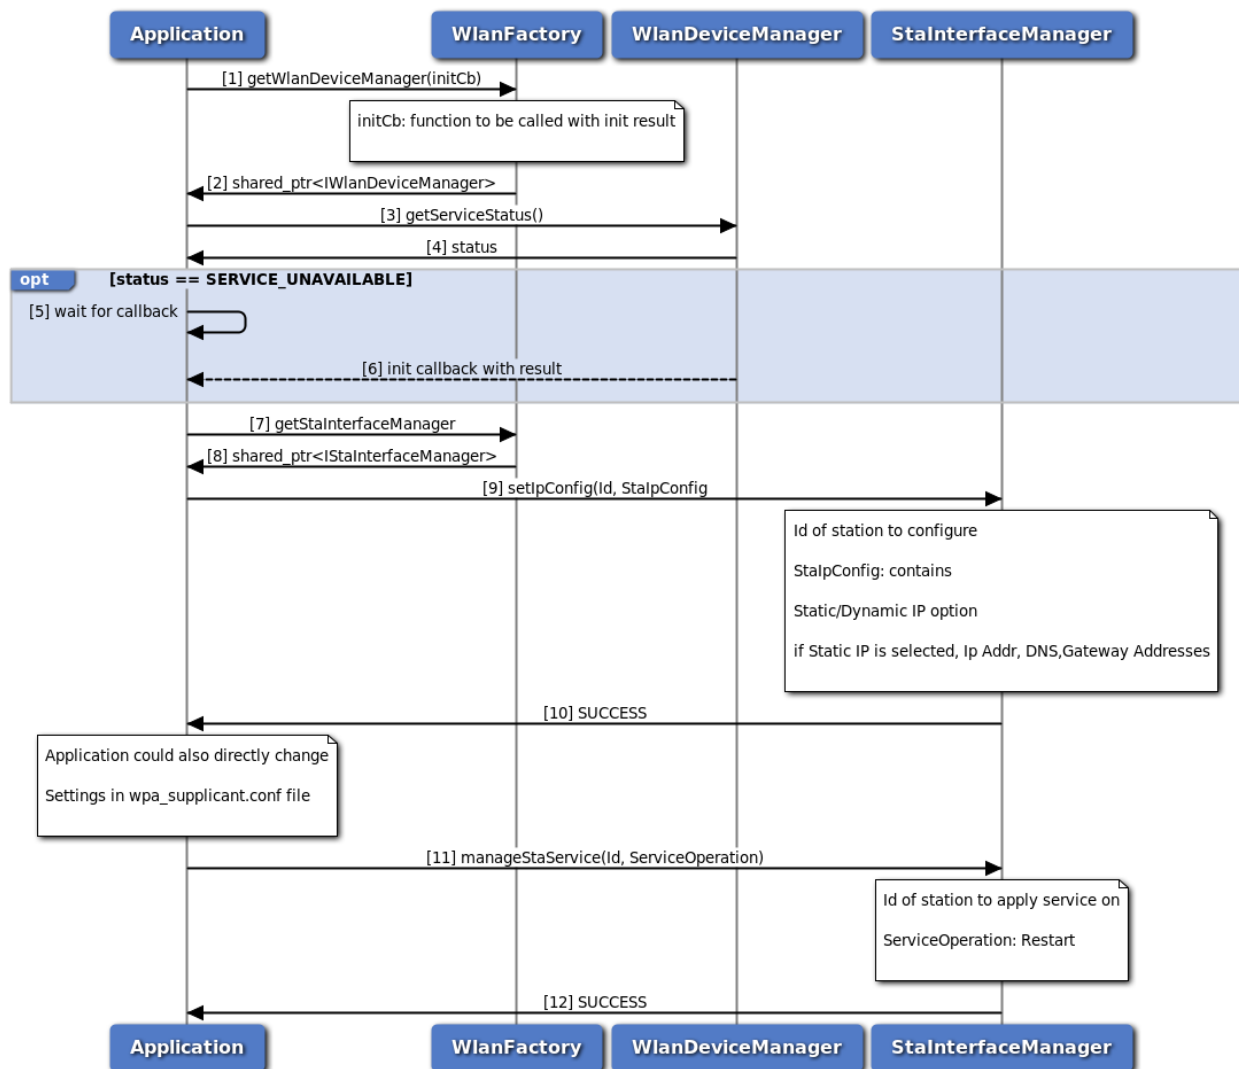 Application WlanFactory WlanDeviceManager StaInterfaceManager
[1] getWlanDeviceManager(initCb)
initCb: function to be called with init result
[2] shared_ptr<IWlanDeviceManager>
[3] getServiceStatus()
[4] status
opt [status == SERVICE_UNAVAILABLE]
[5] wait for callback
[6] init callback with result
[7] getStaInterfaceManager
[8] shared_ptr<IStaInterfaceManager>
[9] setIpConfig(Id, StaIpConfig
Id of station to configure
StaIpConfig: contains
Static/Dynamic IP option
if Static IP is selected, Ip Addr, DNS,Gateway Addresses
[10] SUCCESS
Application could also directly change
Settings in wpa_supplicant.conf file
[11] manageStaService(Id, ServiceOperation)
Id of station to apply service on
ServiceOperation: Restart
[12] SUCCESS
Application WlanFactory WlanDeviceManager StaInterfaceManager